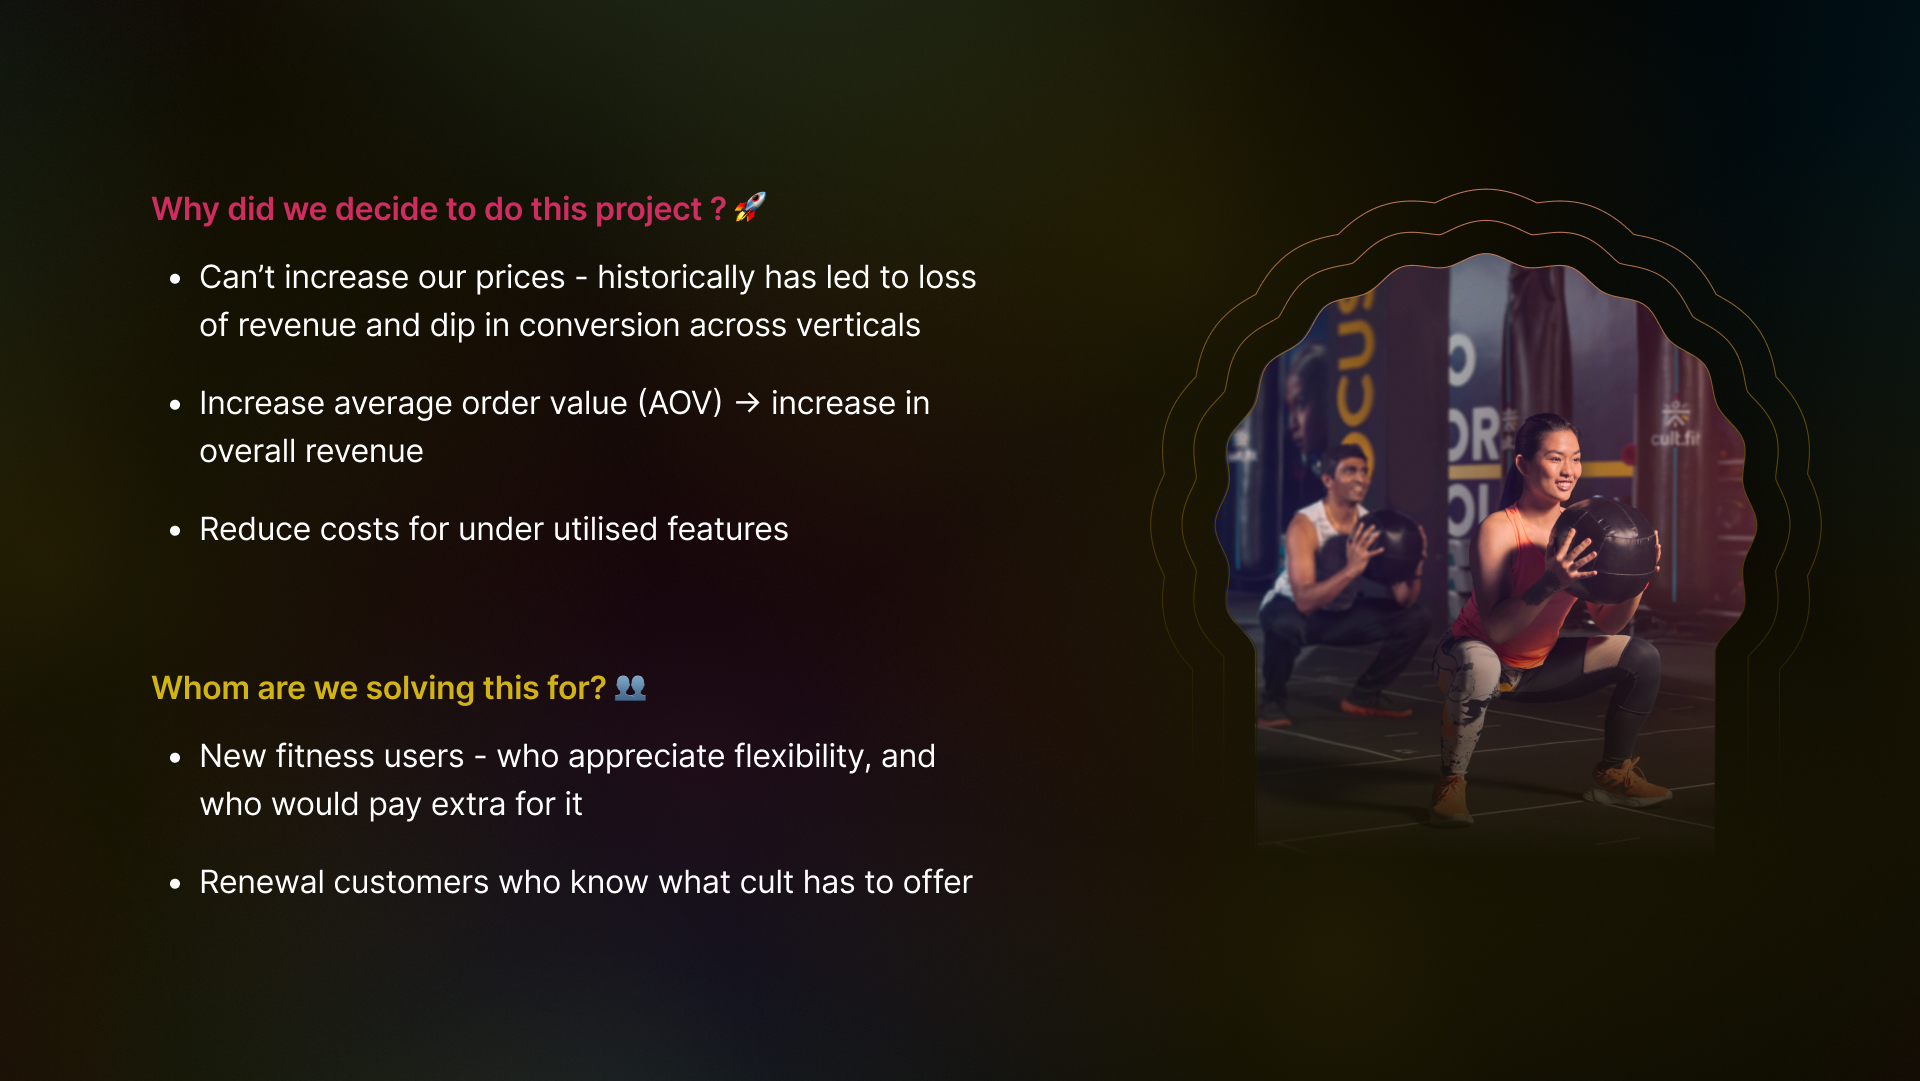 Why did we decide to do this project ? 🚀
• Can’t increase our prices - historically has led to loss
of revenue and dip in conversion across verticals
• Increase average order value (AOV) → increase in
overall revenue
• Reduce costs for under utilised features
Whom are we solving this for? 👥
• New fitness users - who appreciate flexibility, and
who would pay extra for it
• Renewal customers who know what cult has to offer
OCUS
O
OR
OU
cult.fit